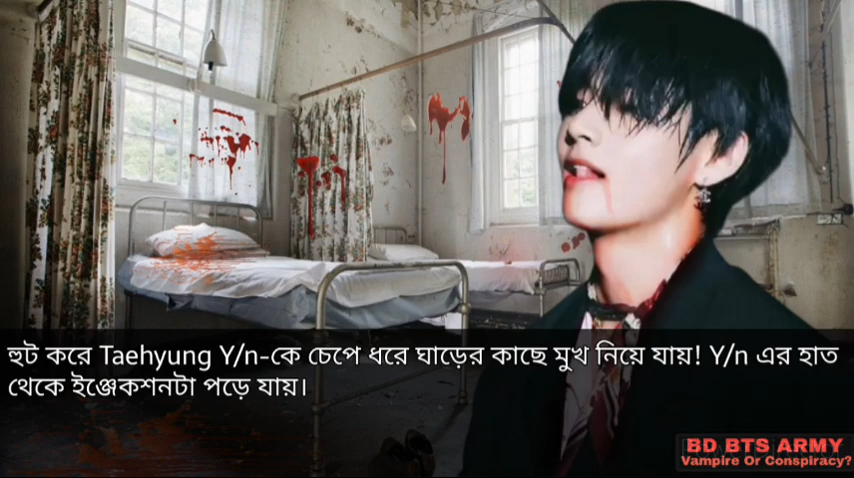 হুট করে Taehyung Y/n-কে চেপে ধরে ঘাড়ের কাছে মুখ নিয়ে যায়! Y/n এর হাত
থেকে ইঞ্জেকশনটা পড়ে যায়।
BD BTS ARMY
Vampire Or Conspiracy?